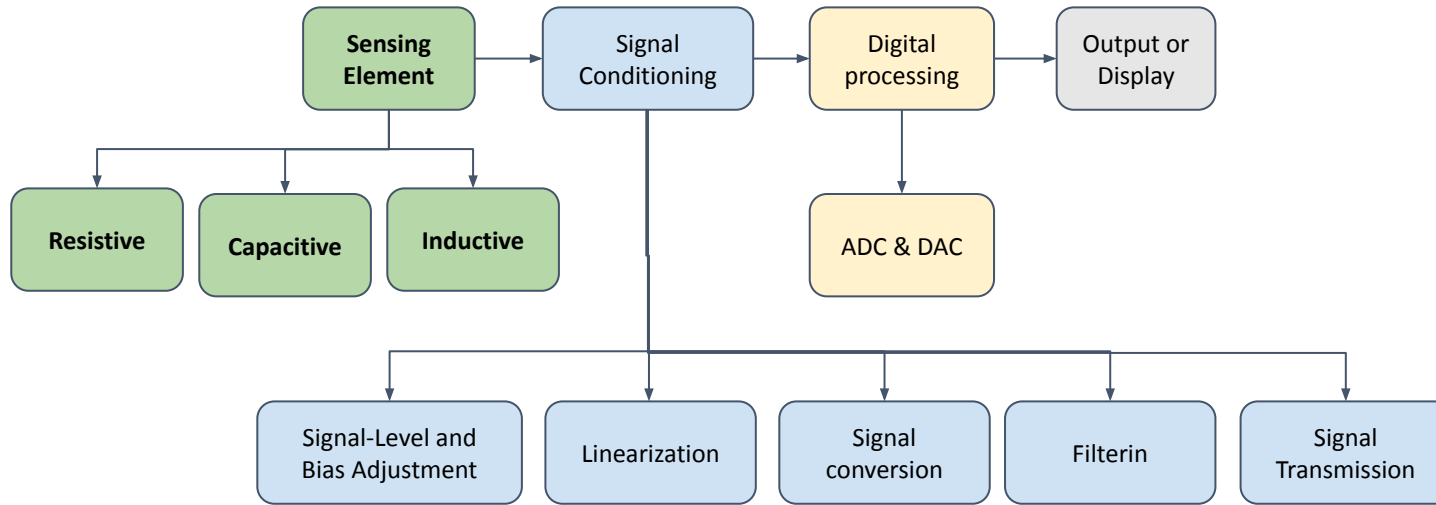 Sensing
Element
Signal
Conditioning
Digital
processing
Output or
Display
Resistive
Capacitive
Inductive
ADC & DAC
Signal-Level and
Bias Adjustment
Linearization
Signal
conversion
Filterin
Signal
Transmission